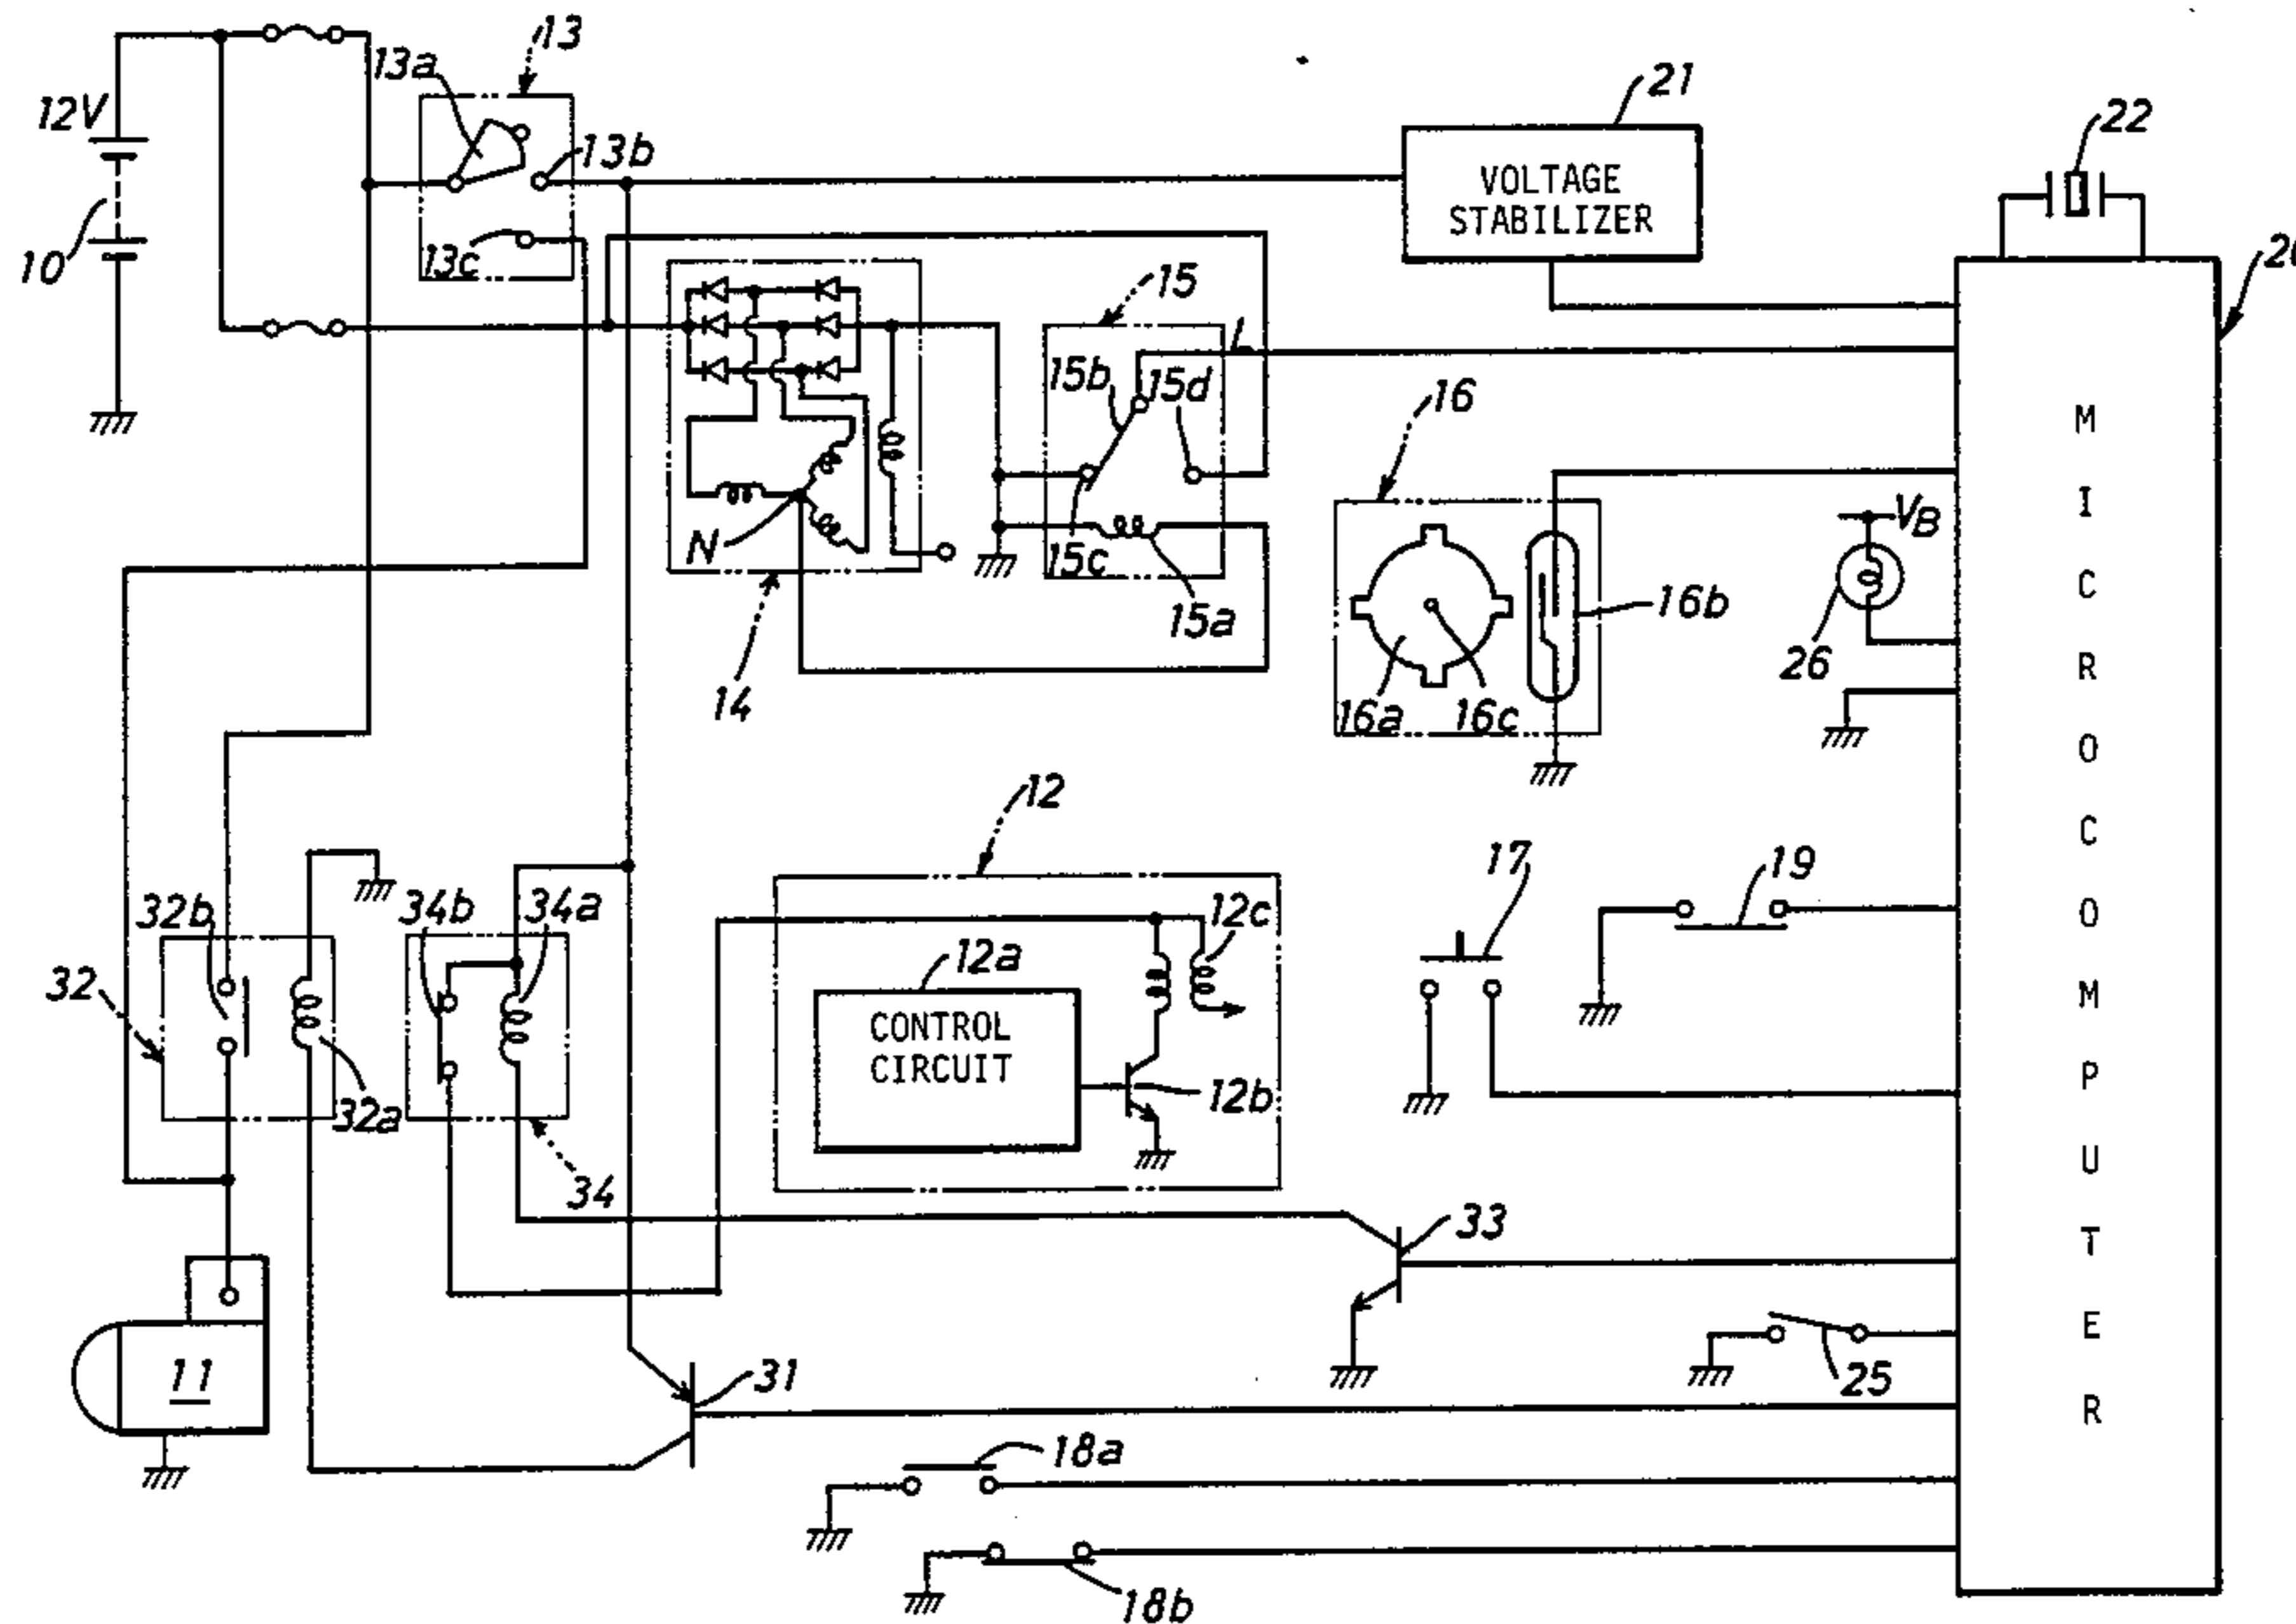 13
13a
12V
13b
21
VOLTAGE
STABILIZER
22
20
10
13c
15
L
15b
15d
16
M
I
C
R
O
C
O
M
P
U
T
E
R
VB
N
15c
15a
16b
26
14
16a
16c
12
17
19
32b
34b
34a
12c
32
12a
CONTROL
CIRCUIT
12b
32a
34
33
31
25
11
18a
18b